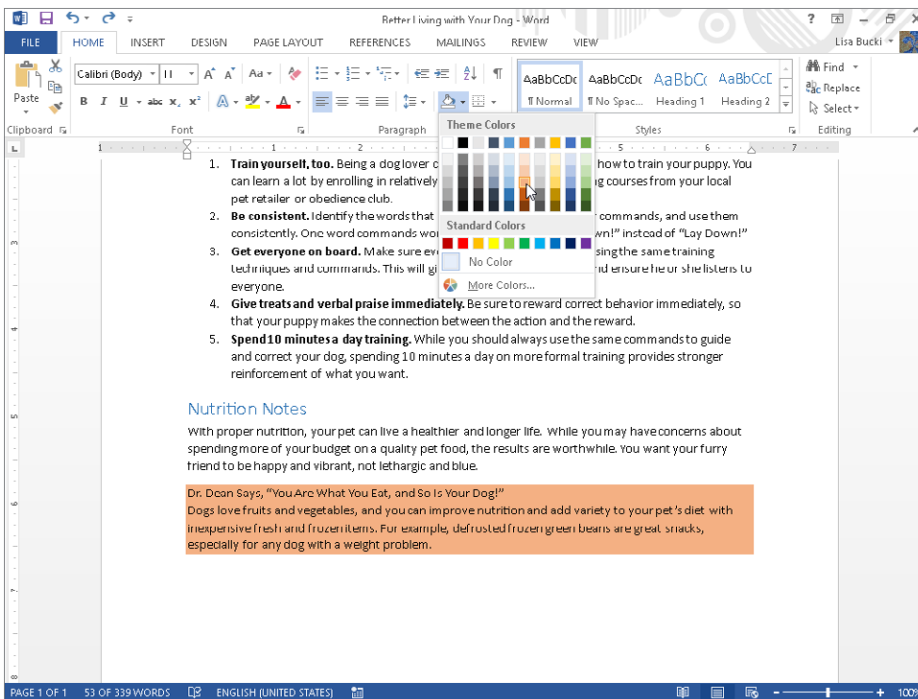 Better Living with Your Dog - Word
FILE HOME INSERT DESIGN PAGE LAYOUT REFERENCES MAILINGS REVIEW VIEW Lisa Bucki
Calibri (Body) 11 A A Aa AaBbCcDc AaBbCcDc AaBbC AaBbCcE Find
Paste B I U abc x₂ x² A A ¶ Normal ¶ No Spac... Heading 1 Heading 2 Replace
Select
Clipboard Font Paragraph Styles Editing
Theme Colors
Standard Colors
No Color
More Colors...
1 1 2 5 6 7
1. Train yourself, too. Being a dog lover how to train your puppy. You
can learn a lot by enrolling in relatively courses from your local
pet retailer or obedience club.
2. Be consistent. Identify the words that commands, and use them
consistently. One word commands instead of “Lay Down!”
3. Get everyone on board. Make sure the same training
techniques and commands. This will ensure he or she listens to
everyone.
4. Give treats and verbal praise immediately. Be sure to reward correct behavior immediately, so
that your puppy makes the connection between the action and the reward.
5. Spend 10 minutes a day training. While you should always use the same commands to guide
and correct your dog, spending 10 minutes a day on more formal training provides stronger
reinforcement of what you want.
Nutrition Notes
With proper nutrition, your pet can live a healthier and longer life. While you may have concerns about
spending more of your budget on a quality pet food, the results are worthwhile. You want your furry
friend to be happy and vibrant, not lethargic and blue.
Dr. Dean Says, “You Are What You Eat, and So Is Your Dog!”
Dogs love fruits and vegetables, and you can improve nutrition and add variety to your pet’s diet with
inexpensive fresh and frozen items. For example, defrosted frozen green beans are great snacks,
especially for any dog with a weight problem.
PAGE 1 OF 1 53 OF 339 WORDS ENGLISH (UNITED STATES) 100%